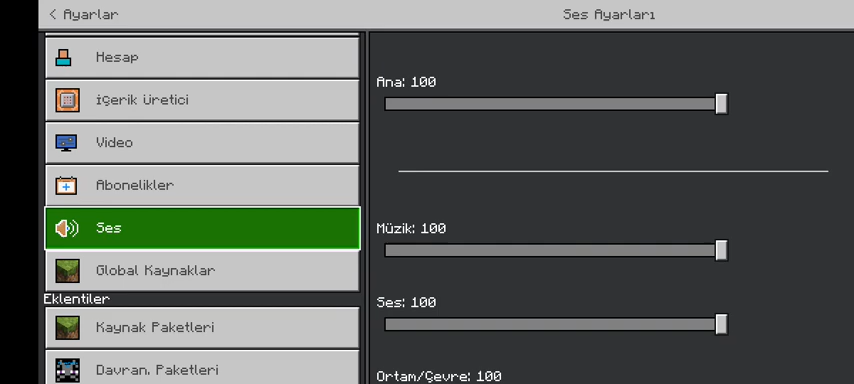 < Ayarlar
Ses Ayarları
Hesap
İçerik Üretici
Video
Abonelikler
Ses
Global Kaynaklar
Eklentiler
Kaynak Paketleri
Davran. Paketleri
Ana: 100
Müzik: 100
Ses: 100
Ortam/Çevre: 100